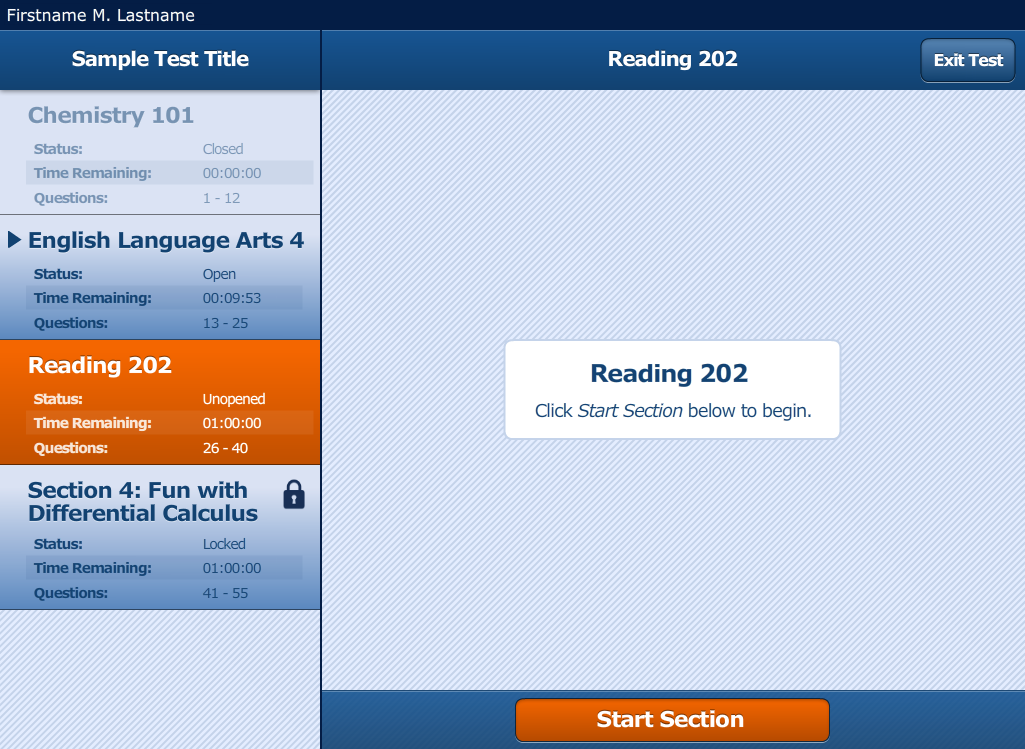 Firstname M. Lastname
Sample Test Title
Reading 202
Exit Test
Chemistry 101
Status: Closed
Time Remaining: 00:00:00
Questions: 1 - 12
English Language Arts 4
Status: Open
Time Remaining: 00:09:53
Questions: 13 - 25
Reading 202
Status: Unopened
Time Remaining: 01:00:00
Questions: 26 - 40
Section 4: Fun with
Differential Calculus
Status: Locked
Time Remaining: 01:00:00
Questions: 41 - 55
Reading 202
Click Start Section below to begin.
Start Section